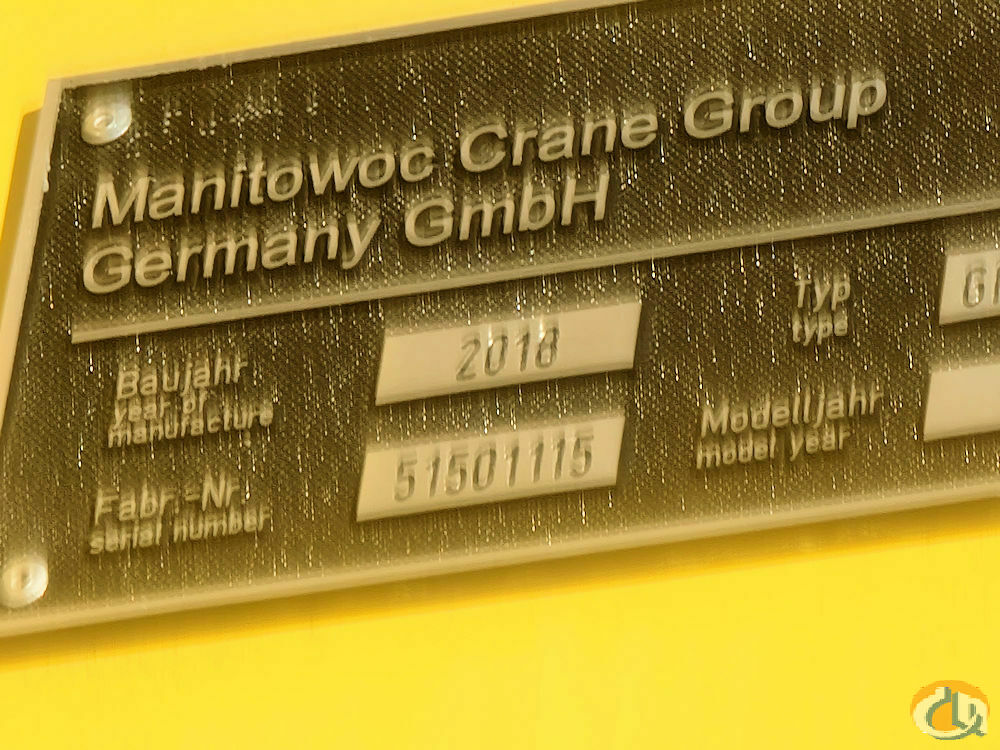 Manitowoc Crane Group
Germany GmbH
Baujahr
year of
manufacture
2018
Typ
type
Fabr.-Nr.
serial number
51501115
Modelljahr
model year